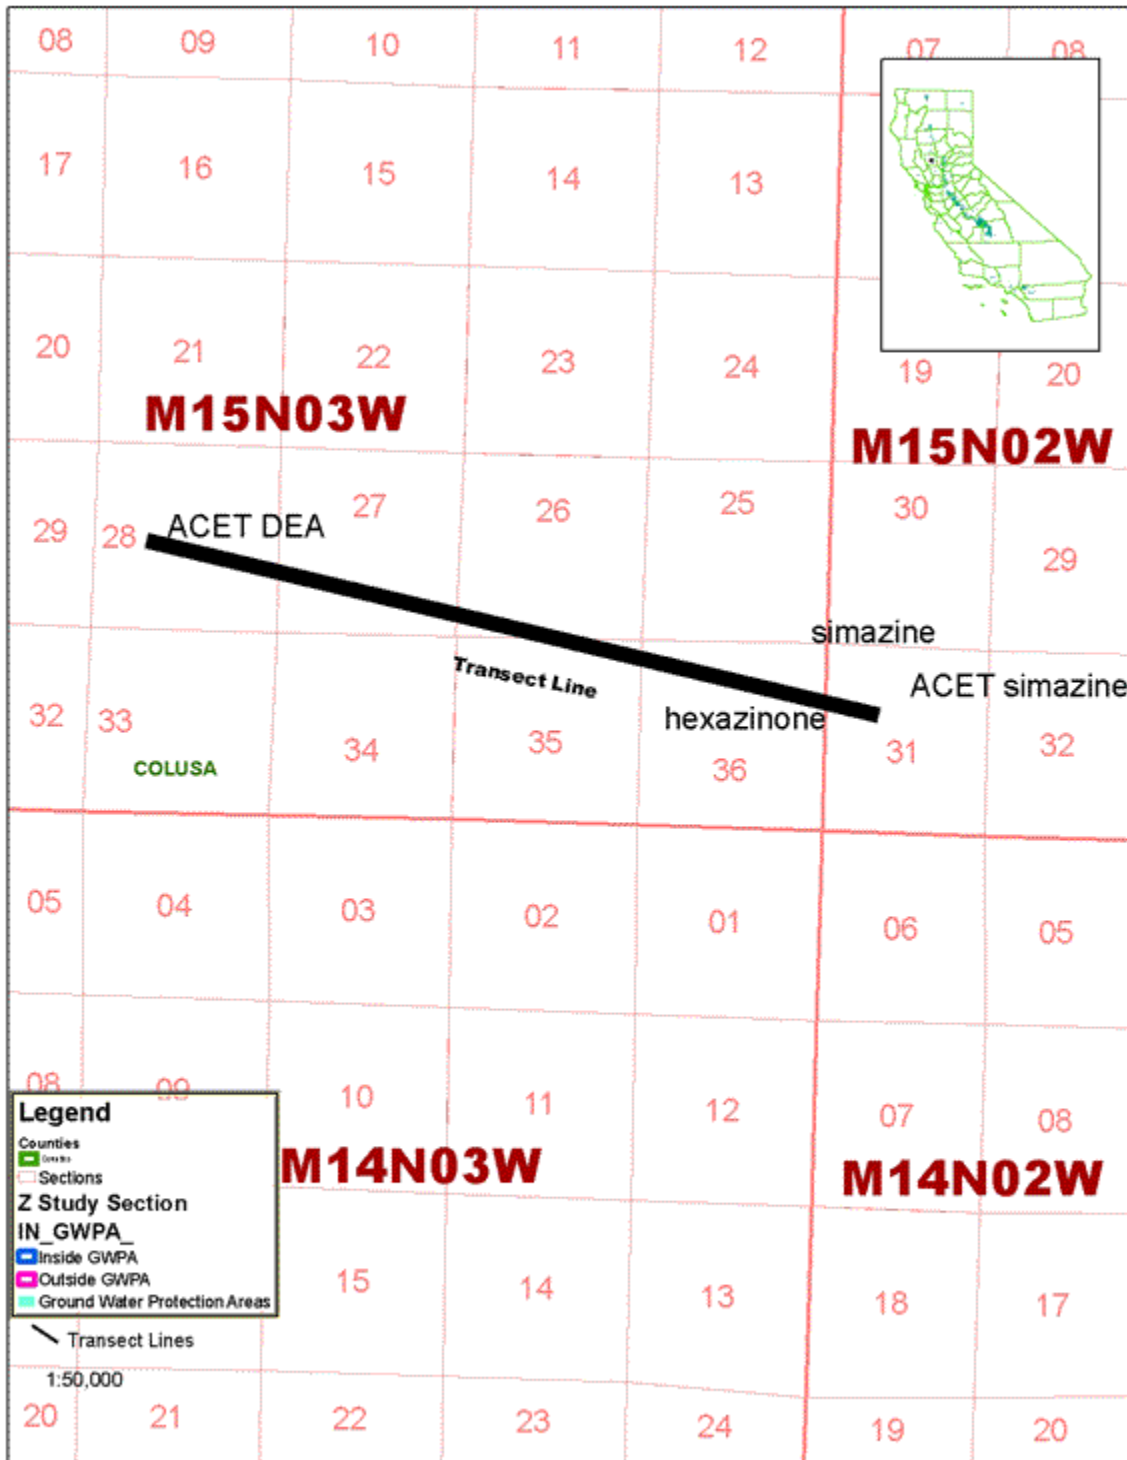 08 09 10 11 12 07 08
17 16 15 14 13
20 21 22 23 24 19 20
M15N03W
M15N02W
29 28 27 26 25 30 29
ACET DEA
simazine
Transect Line
ACET simazine
hexazinone
32 33 34 35 36 31 32
COLUSA
05 04 03 02 01 06 05
08 09 10 11 12 07 08
M14N03W
M14N02W
15 14 13 18 17
20 21 22 23 24 19 20
Legend
Counties
Sections
Z Study Section
IN_GWPA_
Inside GWPA
Outside GWPA
Ground Water Protection Areas
Transect Lines
1:50,000